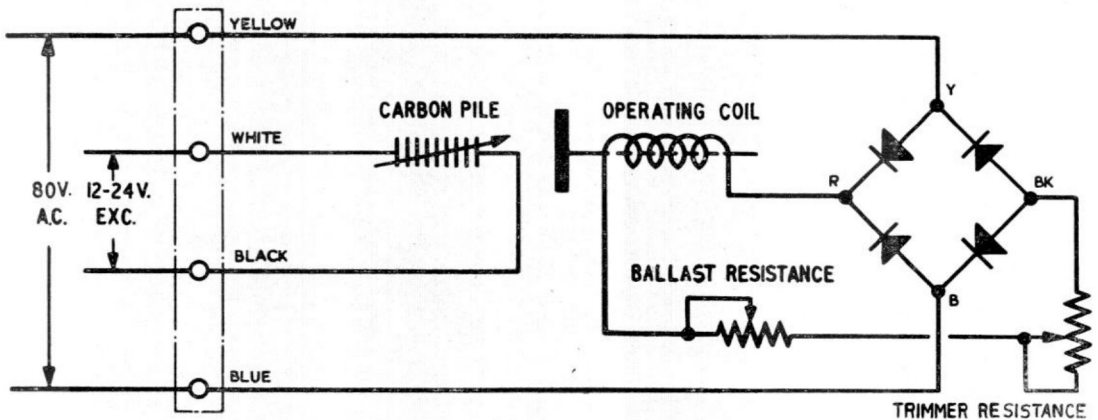 YELLOW
CARBON PILE
OPERATING COIL
Y
WHITE
80V.
A.C.
12-24V.
EXC.
R
BK
BLACK
BALLAST RESISTANCE
B
BLUE
TRIMMER RESISTANCE